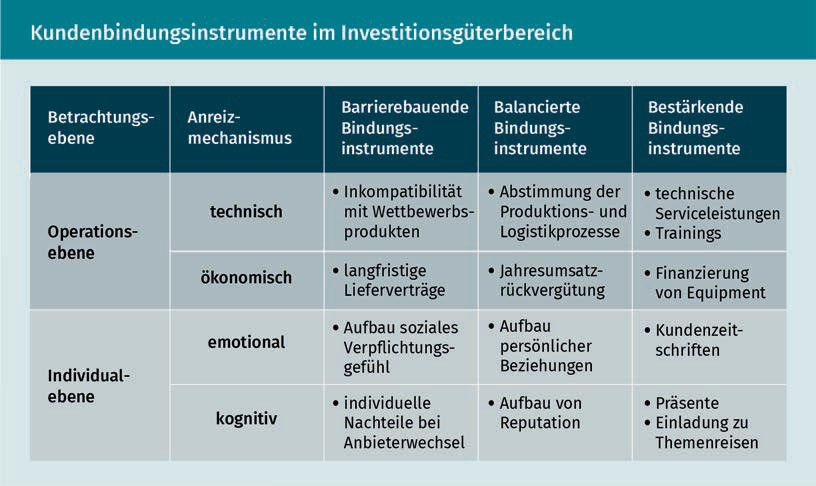 Kundenbindungsinstrumente im Investitionsgüterbereich
Betrachtungs-
ebene
Anreiz-
mechanismus
Barrierebauende
Bindungs-
instrumente
Balancierte
Bindungs-
instrumente
Bestärkende
Bindungs-
instrumente
Operations-
ebene
technisch
• Inkompatibilität
mit Wettbewerbs-
produkten
• Abstimmung der
Produktions- und
Logistikprozesse
• technische
Serviceleistungen
• Trainings
ökonomisch
• langfristige
Lieferverträge
• Jahresumsatz-
rückvergütung
• Finanzierung
von Equipment
Individual-
ebene
emotional
• Aufbau soziales
Verpflichtungs-
gefühl
• Aufbau
persönlicher
Beziehungen
• Kundenzeit-
schriften
kognitiv
• individuelle
Nachteile bei
Anbieterwechsel
• Aufbau von
Reputation
• Präsente
• Einladung zu
Themenreisen